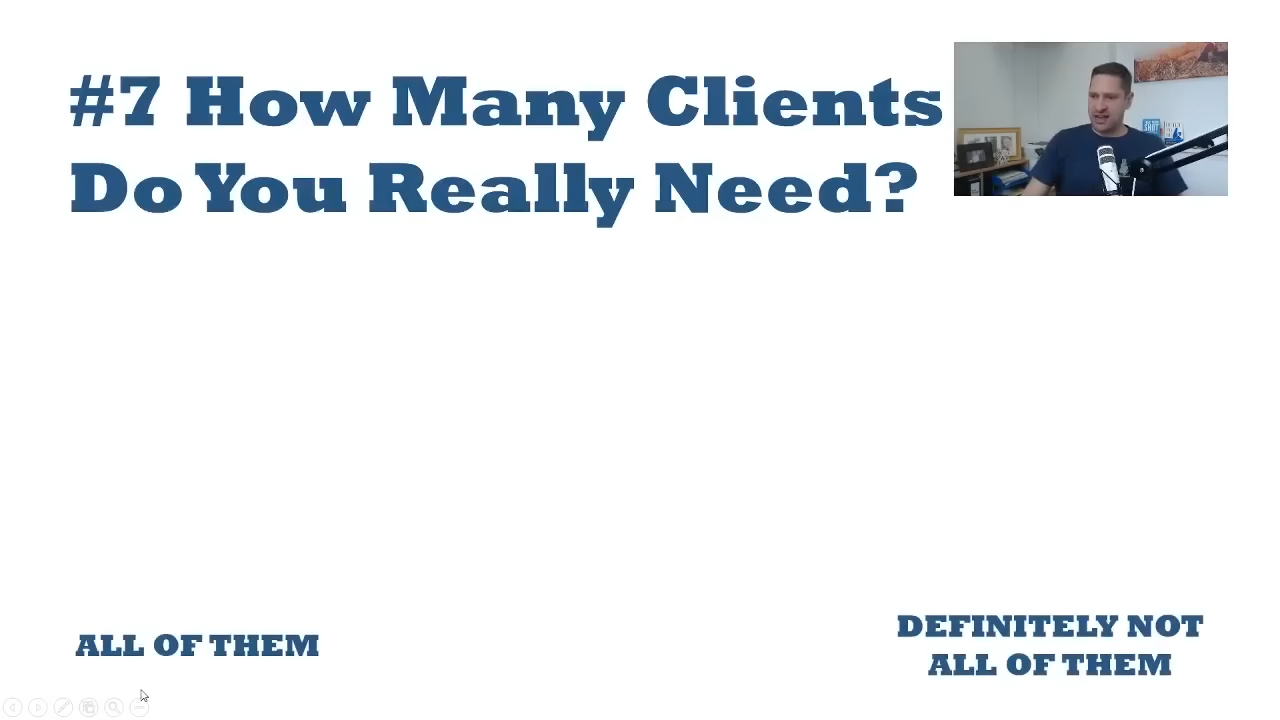 #7 How Many Clients
Do You Really Need?
ALL OF THEM
DEFINITELY NOT
ALL OF THEM